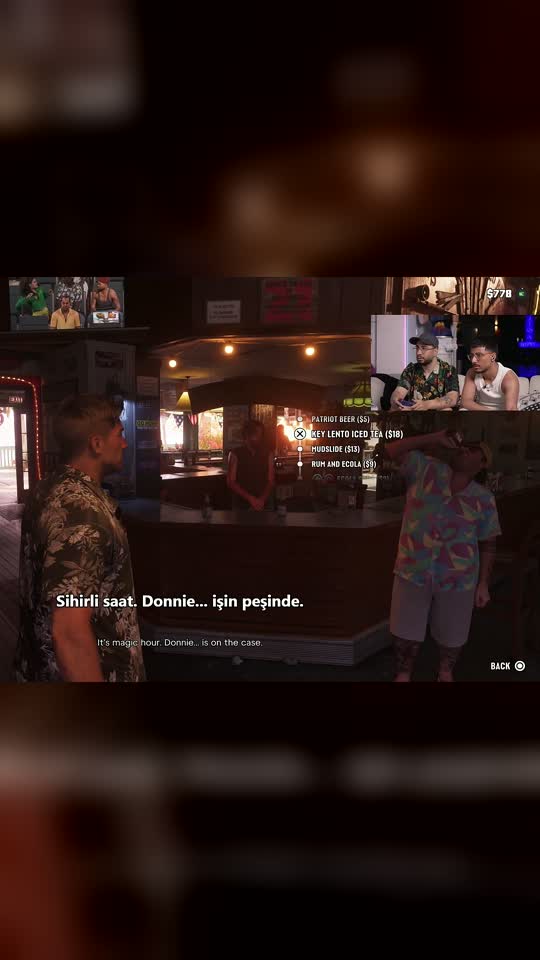 $778
PATRIOT BEER ($5)
KEY LENTO ICED TEA ($18)
MUDSLIDE ($13)
RUM AND ECOLA ($9)
Sihirli saat. Donnie... işin peşinde.
It's magic hour. Donnie... is on the case.
BACK